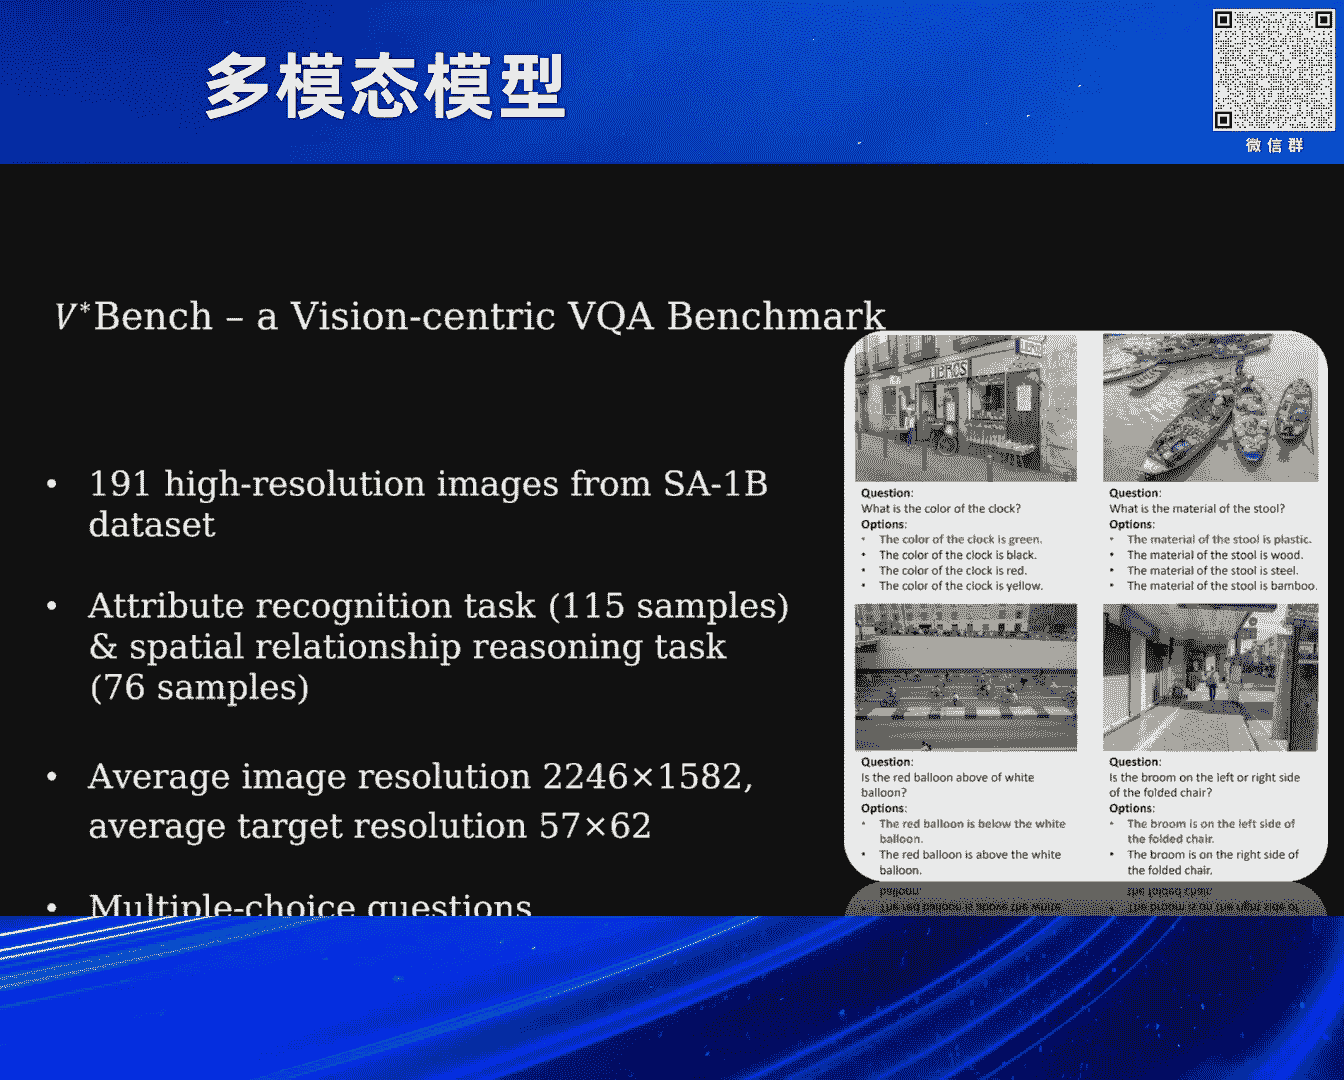 多模态模型
微信群
V*Bench – a Vision-centric VQA Benchmark
• 191 high-resolution images from SA-1B
dataset
• Attribute recognition task (115 samples)
& spatial relationship reasoning task
(76 samples)
• Average image resolution 2246×1582,
average target resolution 57×62
• Multiple-choice questions
LIBROS
Question:
What is the color of the clock?
Options:
• The color of the clock is green.
• The color of the clock is black.
• The color of the clock is red.
• The color of the clock is yellow.
Question:
What is the material of the stool?
Options:
• The material of the stool is plastic.
• The material of the stool is wood.
• The material of the stool is steel.
• The material of the stool is bamboo.
Question:
Is the red balloon above of white
balloon?
Options:
• The red balloon is below the white
balloon.
• The red balloon is above the white
balloon.
Question:
Is the broom on the left or right side
of the folded chair?
Options:
• The broom is on the left side of
the folded chair.
• The broom is on the right side of
the folded chair.